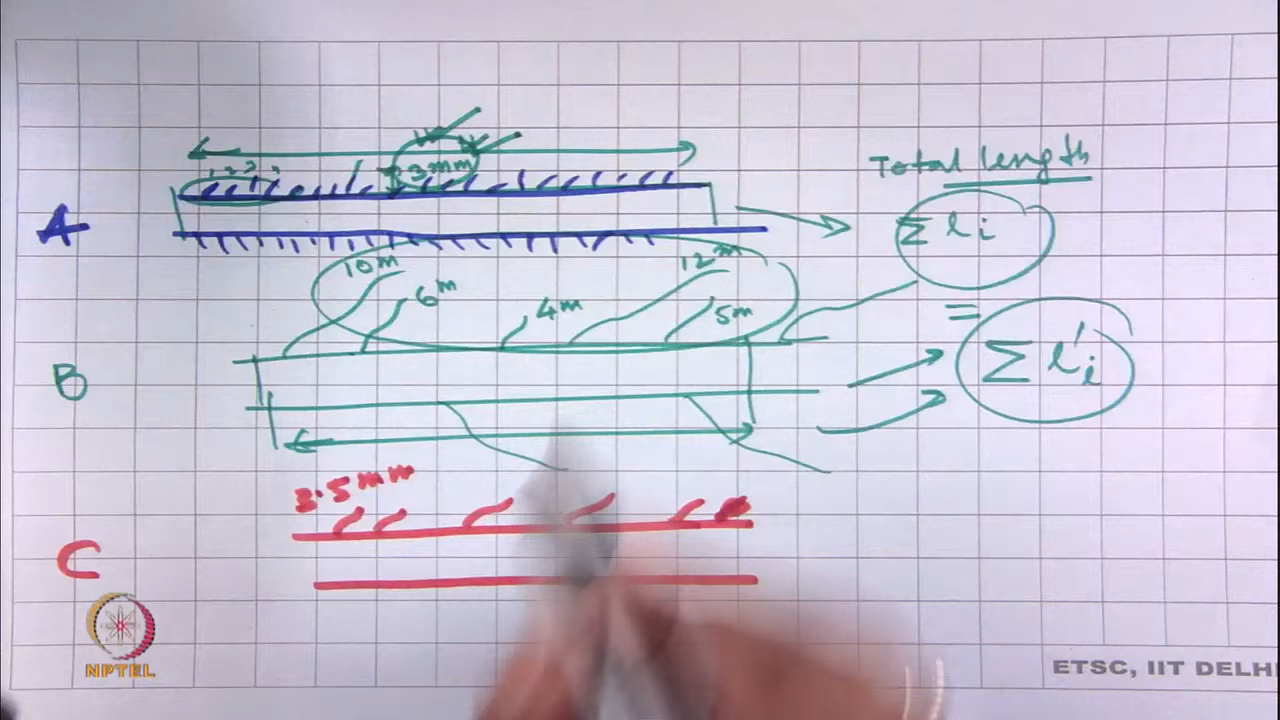 Total length
3mm
A
Σ li
10m
12m
6m
4m
5m
=
Σ l'i
B
3.5mm
C
NPTEL
ETSC, IIT DELHI